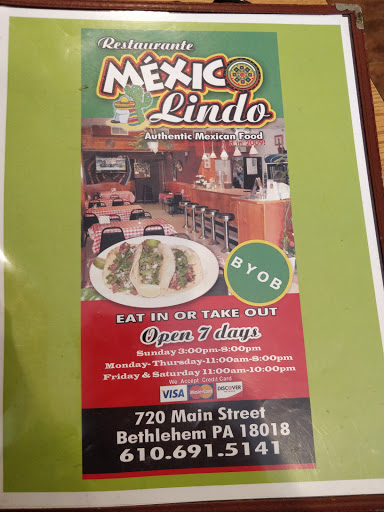 Restaurante
MÉXICO
Lindo
Authentic Mexican Food
BYOB
EAT IN OR TAKE OUT
Open 7 days
Sunday 3:00pm-8:00pm
Monday-Thursday-11:00am-8:00pm
Friday & Saturday 11:00am-10:00pm
We Accept Credit Card
VISA MasterCard DISCOVER
720 Main Street
Bethlehem PA 18018
610.691.5141